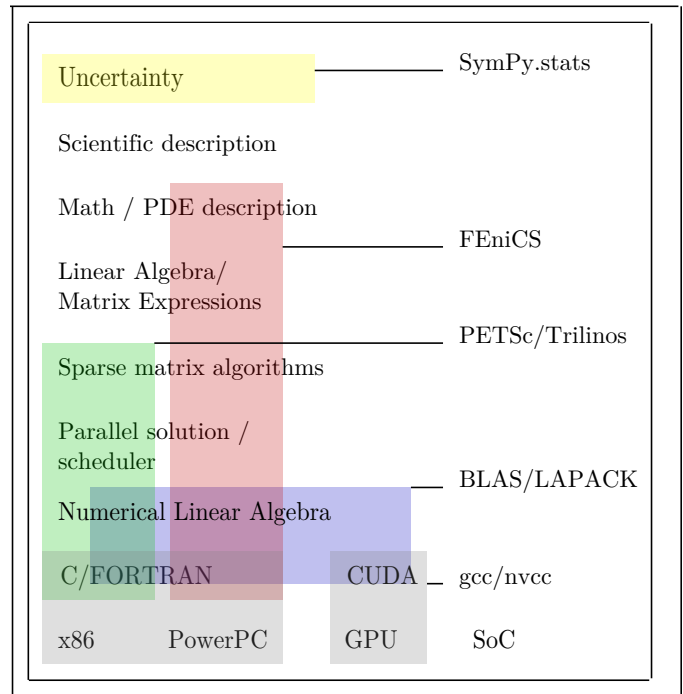 Uncertainty
SymPy.stats
Scientific description
Math / PDE description
FEniCS
Linear Algebra/
Matrix Expressions
PETSc/Trilinos
Sparse matrix algorithms
Parallel solution /
scheduler
BLAS/LAPACK
Numerical Linear Algebra
C/FORTRAN CUDA gcc/nvcc
x86 PowerPC GPU SoC